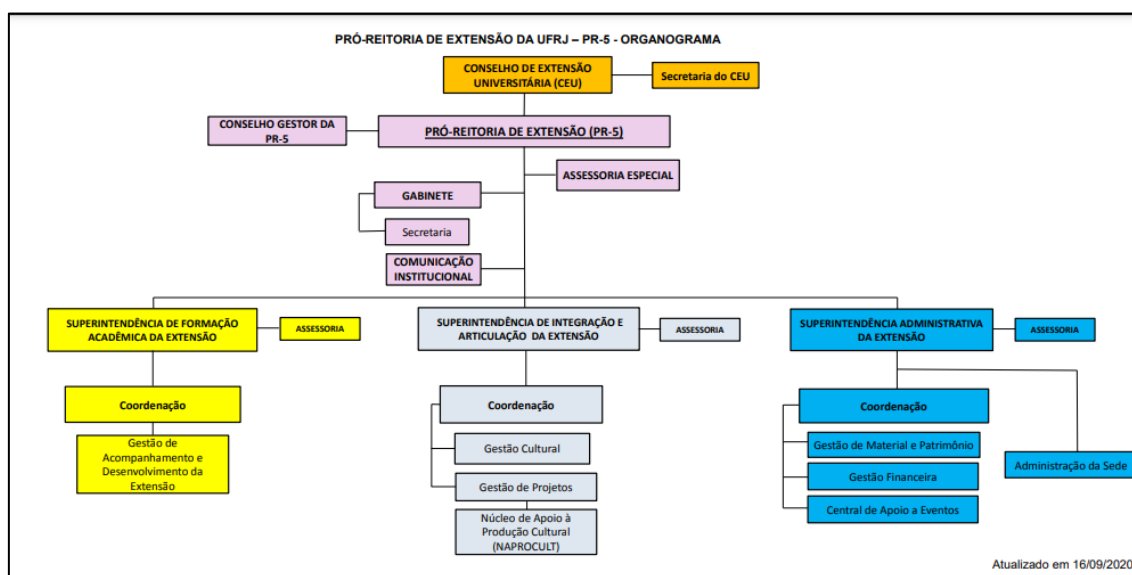 PRÓ-REITORIA DE EXTENSÃO DA UFRJ – PR-5 - ORGANOGRAMA
CONSELHO DE EXTENSÃO
UNIVERSITÁRIA (CEU)
Secretaria do CEU
CONSELHO GESTOR DA
PR-5
PRÓ-REITORIA DE EXTENSÃO (PR-5)
ASSESSORIA ESPECIAL
GABINETE
Secretaria
COMUNICAÇÃO
INSTITUCIONAL
SUPERINTENDÊNCIA DE FORMAÇÃO
ACADÊMICA DA EXTENSÃO
ASSESSORIA
SUPERINTENDÊNCIA DE INTEGRAÇÃO E
ARTICULAÇÃO DA EXTENSÃO
ASSESSORIA
SUPERINTENDÊNCIA ADMINISTRATIVA
DA EXTENSÃO
ASSESSORIA
Coordenação
Gestão de
Acompanhamento e
Desenvolvimento da
Extensão
Coordenação
Gestão Cultural
Gestão de Projetos
Núcleo de Apoio à
Produção Cultural
(NAPROCULT)
Coordenação
Gestão de Material e Patrimônio
Gestão Financeira
Central de Apoio a Eventos
Administração da Sede
Atualizado em 16/09/2020